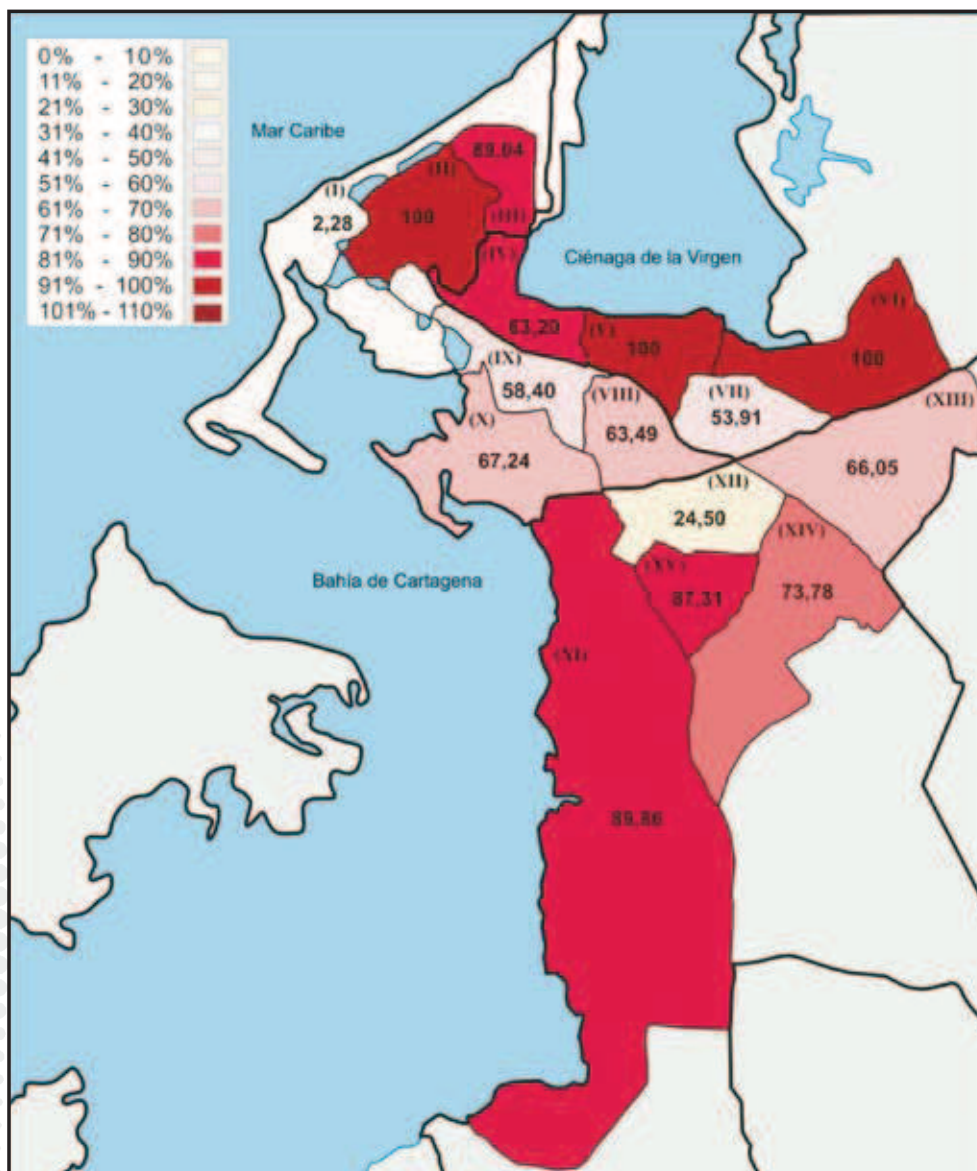 0% - 10%
11% - 20%
21% - 30%
31% - 40%
41% - 50%
51% - 60%
61% - 70%
71% - 80%
81% - 90%
91% - 100%
101% - 110%
Mar Caribe
89.04
(II)
(I)
2,28
100
(III)
(IV)
Ciénaga de la Virgen
(VI)
63,20
(V)
100
100
(IX)
58,40
(VIII)
(VII)
53,91
(XIII)
(X)
63,49
67,24
66,05
(XII)
24,50
(XIV)
Bahía de Cartagena
(XV)
87,31
73,78
(XI)
89,86